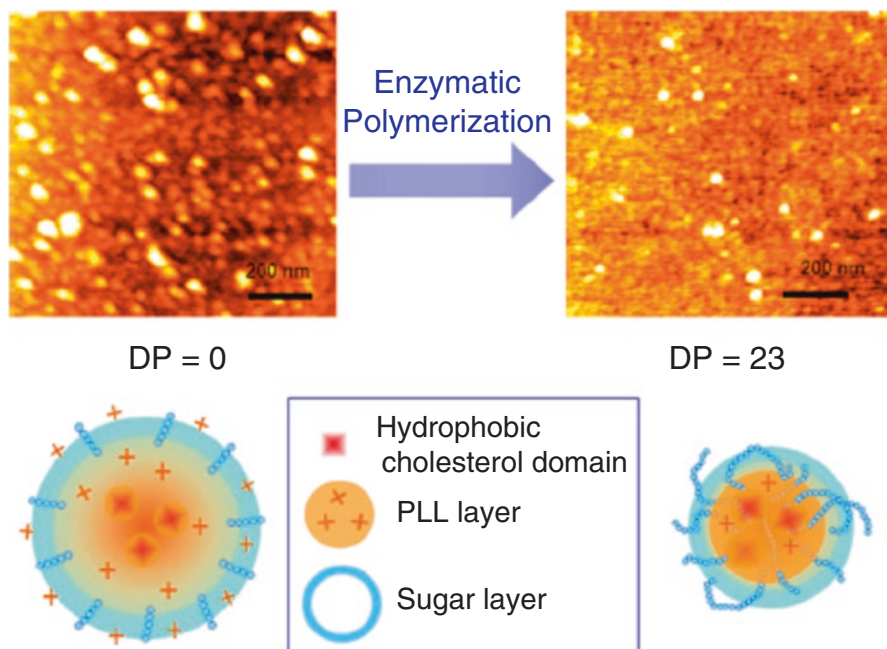 Enzymatic
Polymerization
200 nm
200 nm
DP = 0
DP = 23
Hydrophobic
cholesterol domain
PLL layer
Sugar layer